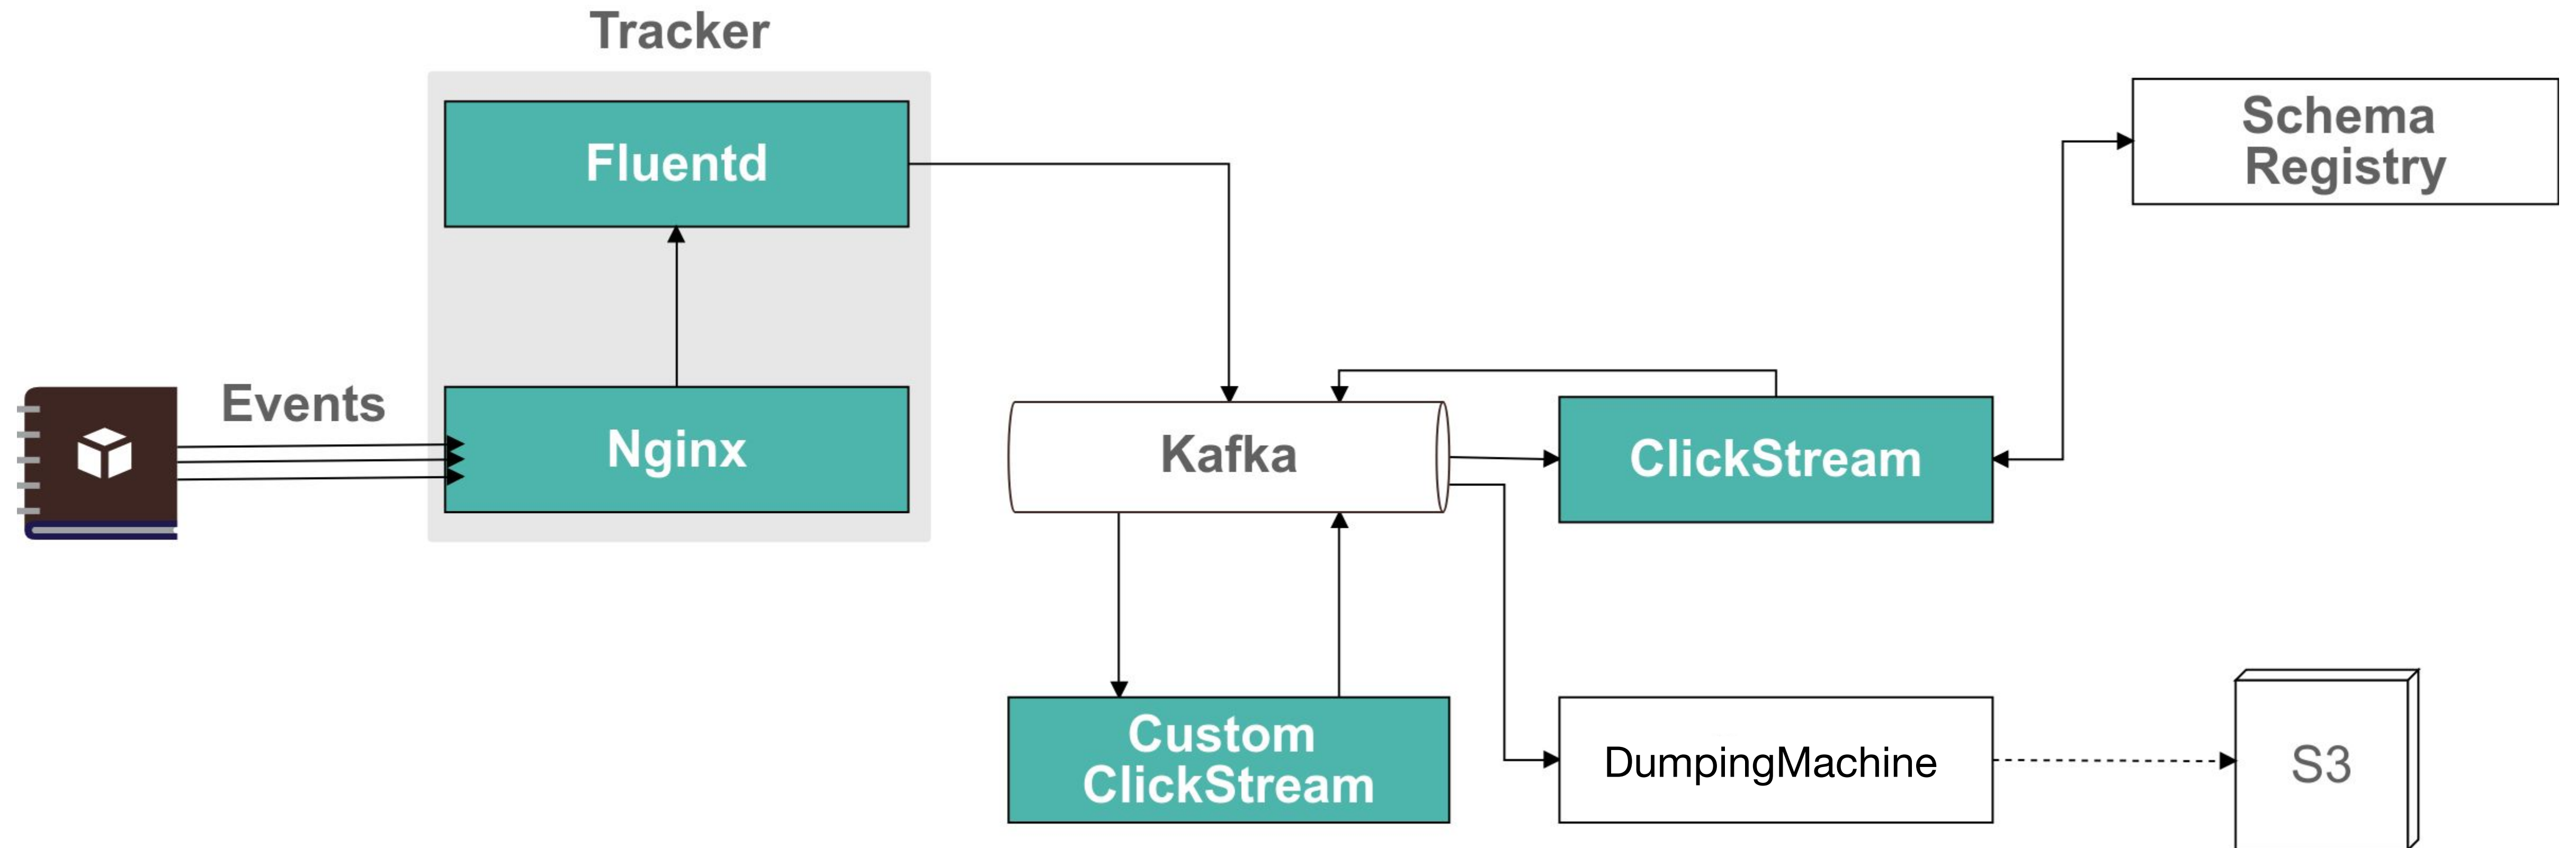 Tracker
Fluentd
Schema
Registry
Events
Nginx
Kafka
ClickStream
Custom
ClickStream
DumpingMachine
S3